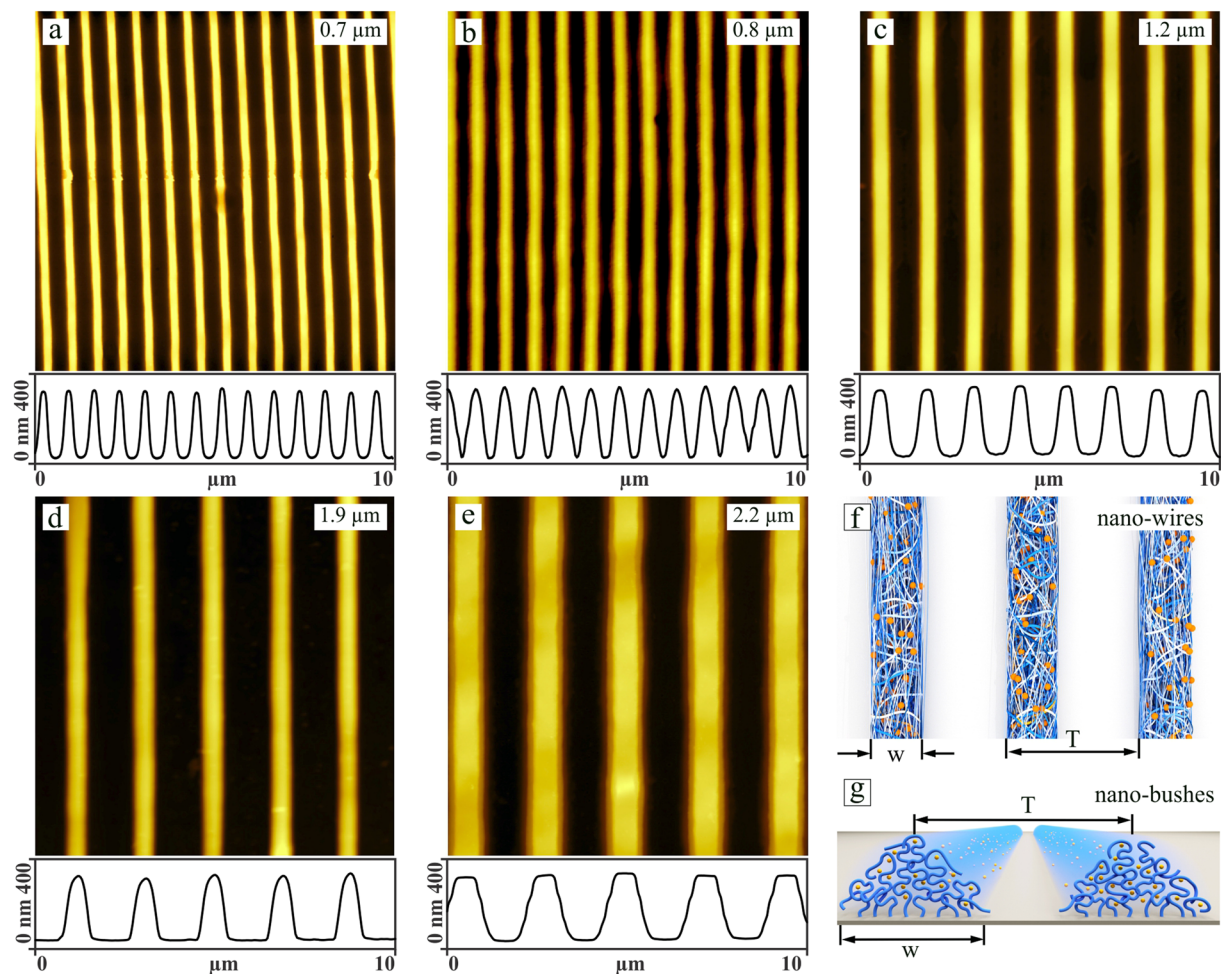 a
0.7 µm
b
0.8 µm
c
1.2 µm
0 nm 400
0 µm 10
0 nm 400
0 µm 10
0 nm 400
0 µm 10
d
1.9 µm
e
2.2 µm
f
nano-wires
w
T
g
nano-bushes
T
w
0 nm 400
0 µm 10
0 nm 400
0 µm 10